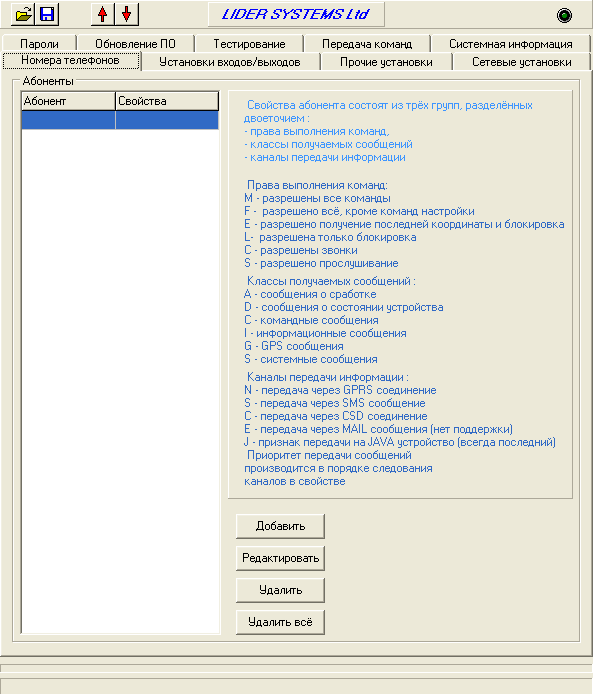 LIDER SYSTEMS Ltd
Пароли Обновление ПО Тестирование Передача команд Системная информация
Номера телефонов Установки входов/выходов Прочие установки Сетевые установки
Абоненты
Абонент Свойства
Свойства абонента состоят из трёх групп, разделённых
двоеточием :
- права выполнения команд,
- классы получаемых сообщений
- каналы передачи информации
Права выполнения команд:
M - разрешены все команды
F - разрешено всё, кроме команд настройки
E - разрешено получение последней координаты и блокировка
L- разрешена только блокировка
C - разрешены звонки
S - разрешено прослушивание
Классы получаемых сообщений :
A - сообщения о сработке
D - сообщения о состоянии устройства
C - командные сообщения
I - информационные сообщения
G - GPS сообщения
S - системные сообщения
Каналы передачи информации :
N - передача через GPRS соединение
S - передача через SMS сообщение
C - передача через CSD соединение
E - передача через MAIL сообщения (нет поддержки)
J - признак передачи на JAVA устройство (всегда последний)
Приоритет передачи сообщений
производится в порядке следования
каналов в свойстве
Добавить
Редактировать
Удалить
Удалить всё